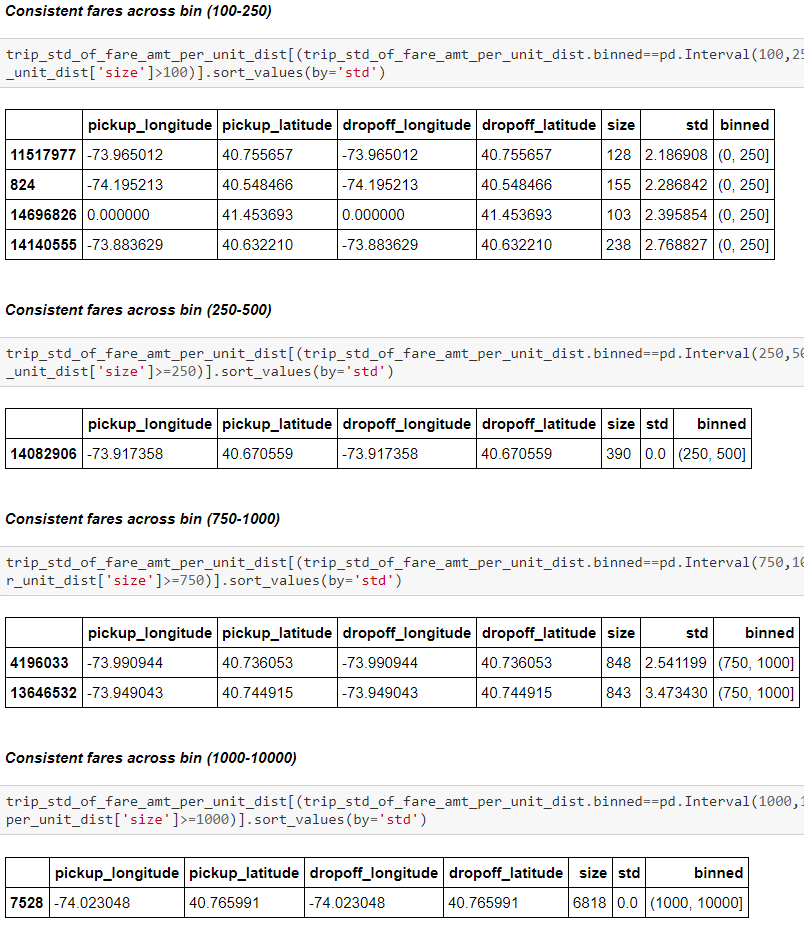 Consistent fares across bin (100-250)
trip_std_of_fare_amt_per_unit_dist[(trip_std_of_fare_amt_per_unit_dist.binned==pd.Interval(100,25
_unit_dist['size']>100)].sort_values(by='std')
pickup_longitude pickup_latitude dropoff_longitude dropoff_latitude size std binned
11517977 -73.965012 40.755657 -73.965012 40.755657 128 2.186908 (0, 250]
824 -74.195213 40.548466 -74.195213 40.548466 155 2.286842 (0, 250]
14696826 0.000000 41.453693 0.000000 41.453693 103 2.395854 (0, 250]
14140555 -73.883629 40.632210 -73.883629 40.632210 238 2.768827 (0, 250]
Consistent fares across bin (250-500)
trip_std_of_fare_amt_per_unit_dist[(trip_std_of_fare_amt_per_unit_dist.binned==pd.Interval(250,50
_unit_dist['size']>=250)].sort_values(by='std')
pickup_longitude pickup_latitude dropoff_longitude dropoff_latitude size std binned
14082906 -73.917358 40.670559 -73.917358 40.670559 390 0.0 (250, 500]
Consistent fares across bin (750-1000)
trip_std_of_fare_amt_per_unit_dist[(trip_std_of_fare_amt_per_unit_dist.binned==pd.Interval(750,10
r_unit_dist['size']>=750)].sort_values(by='std')
pickup_longitude pickup_latitude dropoff_longitude dropoff_latitude size std binned
4196033 -73.990944 40.736053 -73.990944 40.736053 848 2.541199 (750, 1000]
13646532 -73.949043 40.744915 -73.949043 40.744915 843 3.473430 (750, 1000]
Consistent fares across bin (1000-10000)
trip_std_of_fare_amt_per_unit_dist[(trip_std_of_fare_amt_per_unit_dist.binned==pd.Interval(1000,1
per_unit_dist['size']>=1000)].sort_values(by='std')
pickup_longitude pickup_latitude dropoff_longitude dropoff_latitude size std binned
7528 -74.023048 40.765991 -74.023048 40.765991 6818 0.0 (1000, 10000]